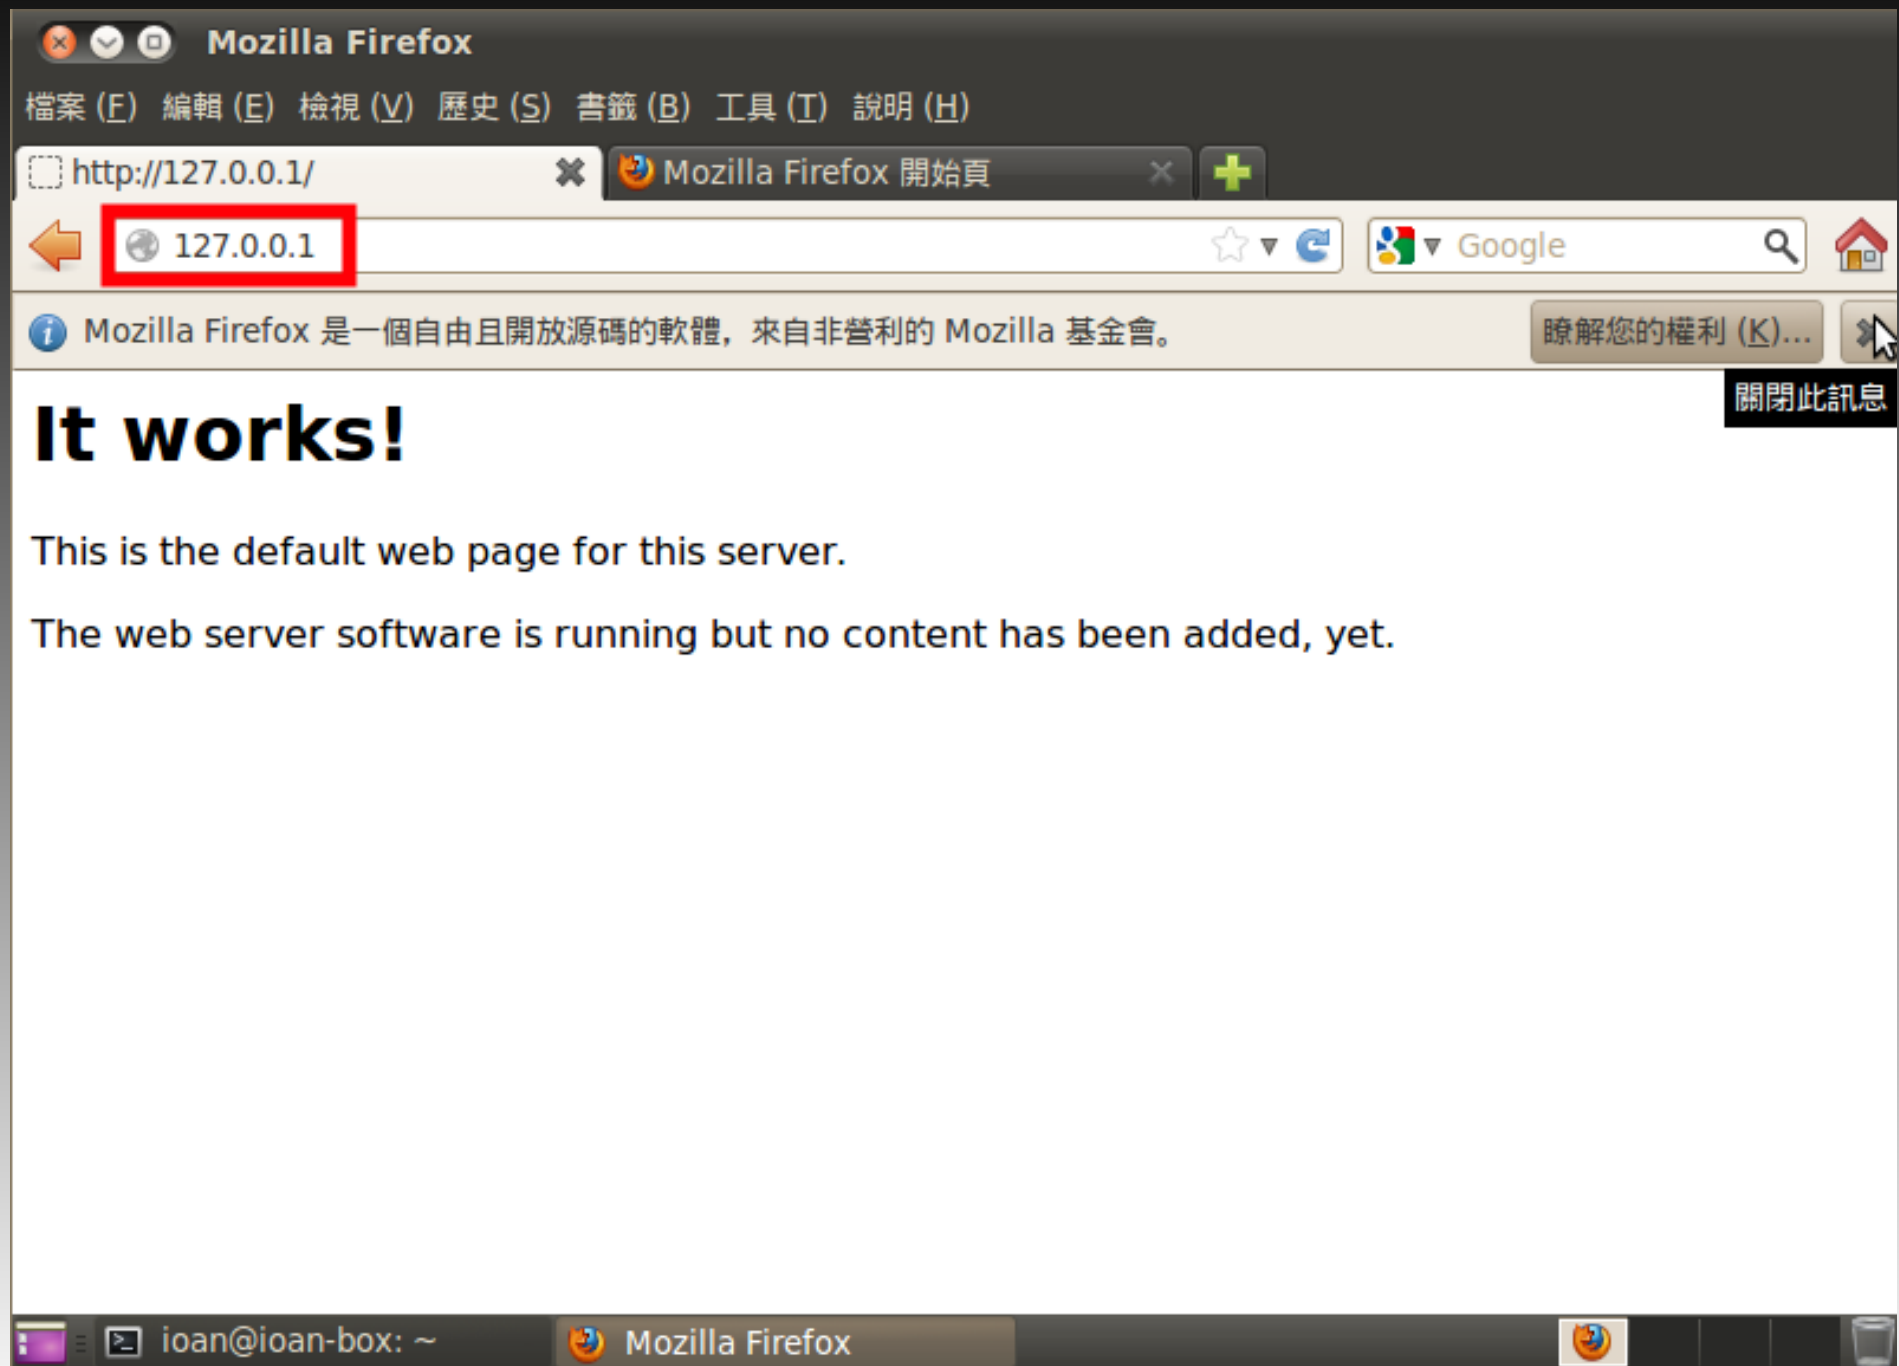 Mozilla Firefox
檔案 (F) 編輯 (E) 檢視 (V) 歷史 (S) 書籤 (B) 工具 (T) 說明 (H)
http://127.0.0.1/ Mozilla Firefox 開始頁
127.0.0.1 Google
Mozilla Firefox 是一個自由且開放源碼的軟體，來自非營利的 Mozilla 基金會。 瞭解您的權利 (K)...
關閉此訊息
It works!
This is the default web page for this server.
The web server software is running but no content has been added, yet.
ioan@ioan-box: ~ Mozilla Firefox